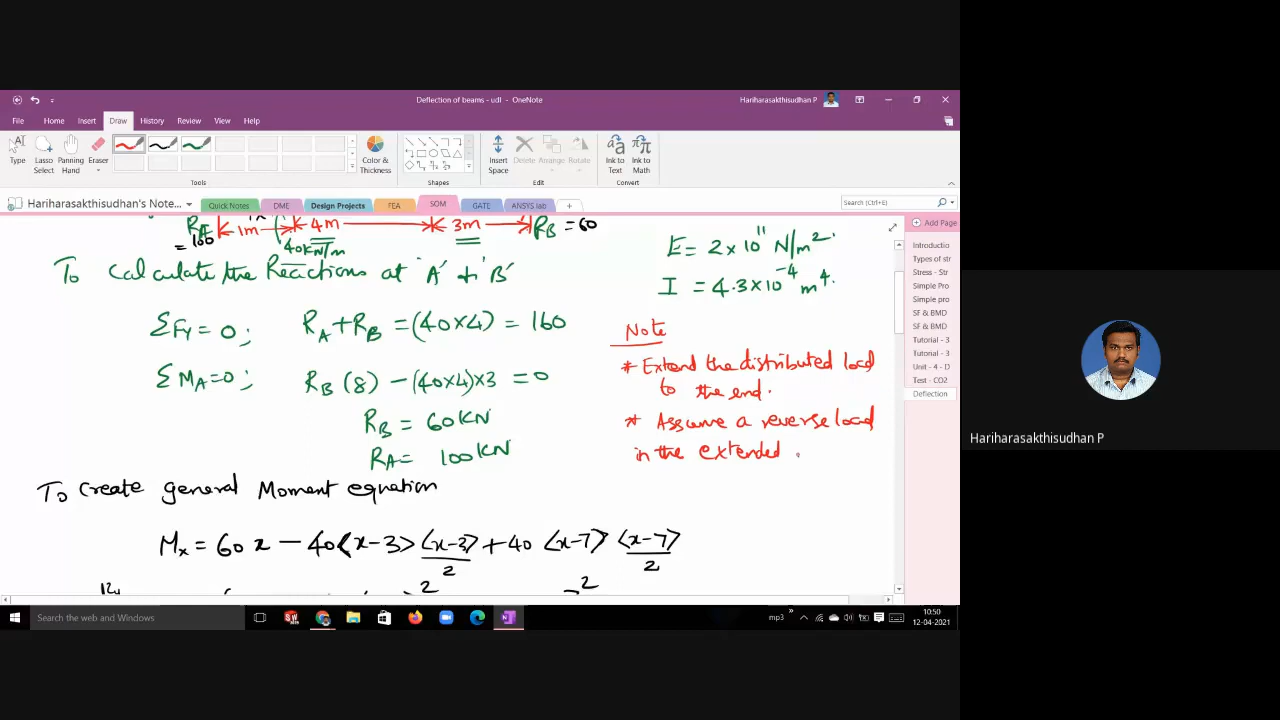 Deflection of beams - udl - OneNote
Hariharasakthisudhan P
File Home Insert Draw History Review View Help
Type Lasso Select Panning Hand Eraser
Color & Thickness
Insert Space Delete Arrange Rotate Ink to Text Ink to Math
Tools Shapes Edit Convert
Hariharasakthisudhan's Note... Quick Notes DME Design Projects FEA SOM GATE ANSYS lab + Search (Ctrl+E)
Add Page
Introductio
Types of str
Stress - Str
Simple Pro
Simple pro
SF & BMD
SF & BMD
Tutorial - 3
Tutorial - 3
Unit - 4 - D
Test - CO2
Deflection
1m 4m 3m RB = 60
= 100 40kN/m
To Calculate the Reactions at 'A' & 'B'
ΣFy = 0; RA + RB = (40×4) = 160
ΣMA = 0; RB (8) - (40×4)×3 = 0
RB = 60 kN
RA = 100 kN
E = 2×10^11 N/m².
I = 4.3×10^-4 m⁴.
Note
* Extend the distributed load
to the end.
* Assume a reverse load
in the extended
To Create general Moment equation
Mx = 60x - 40<x-3> <x-3>/2 + 40 <x-7> <x-7>/2
Search the web and Windows
mp3 10:50
12-04-2021
Hariharasakthisudhan P